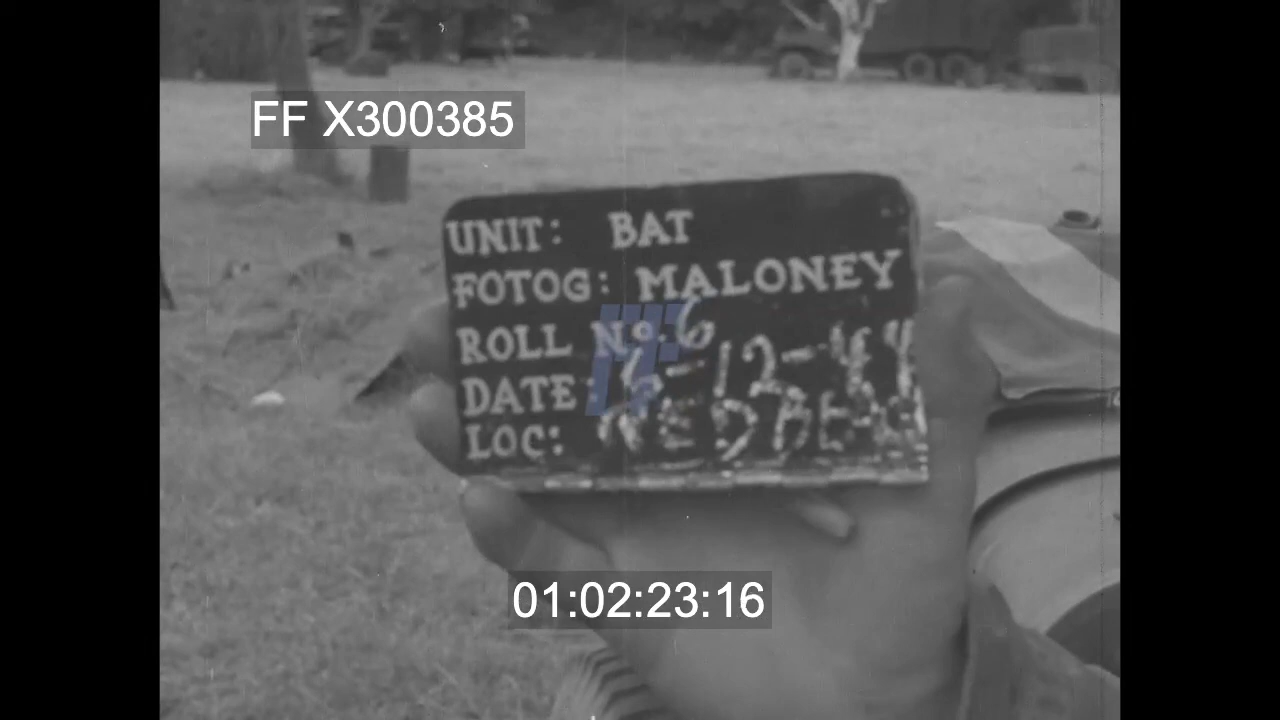 FF X300385
UNIT: BAT
FOTOG: MALONEY
ROLL No. 6
DATE: 6-12-44
LOC:
01:02:23:16